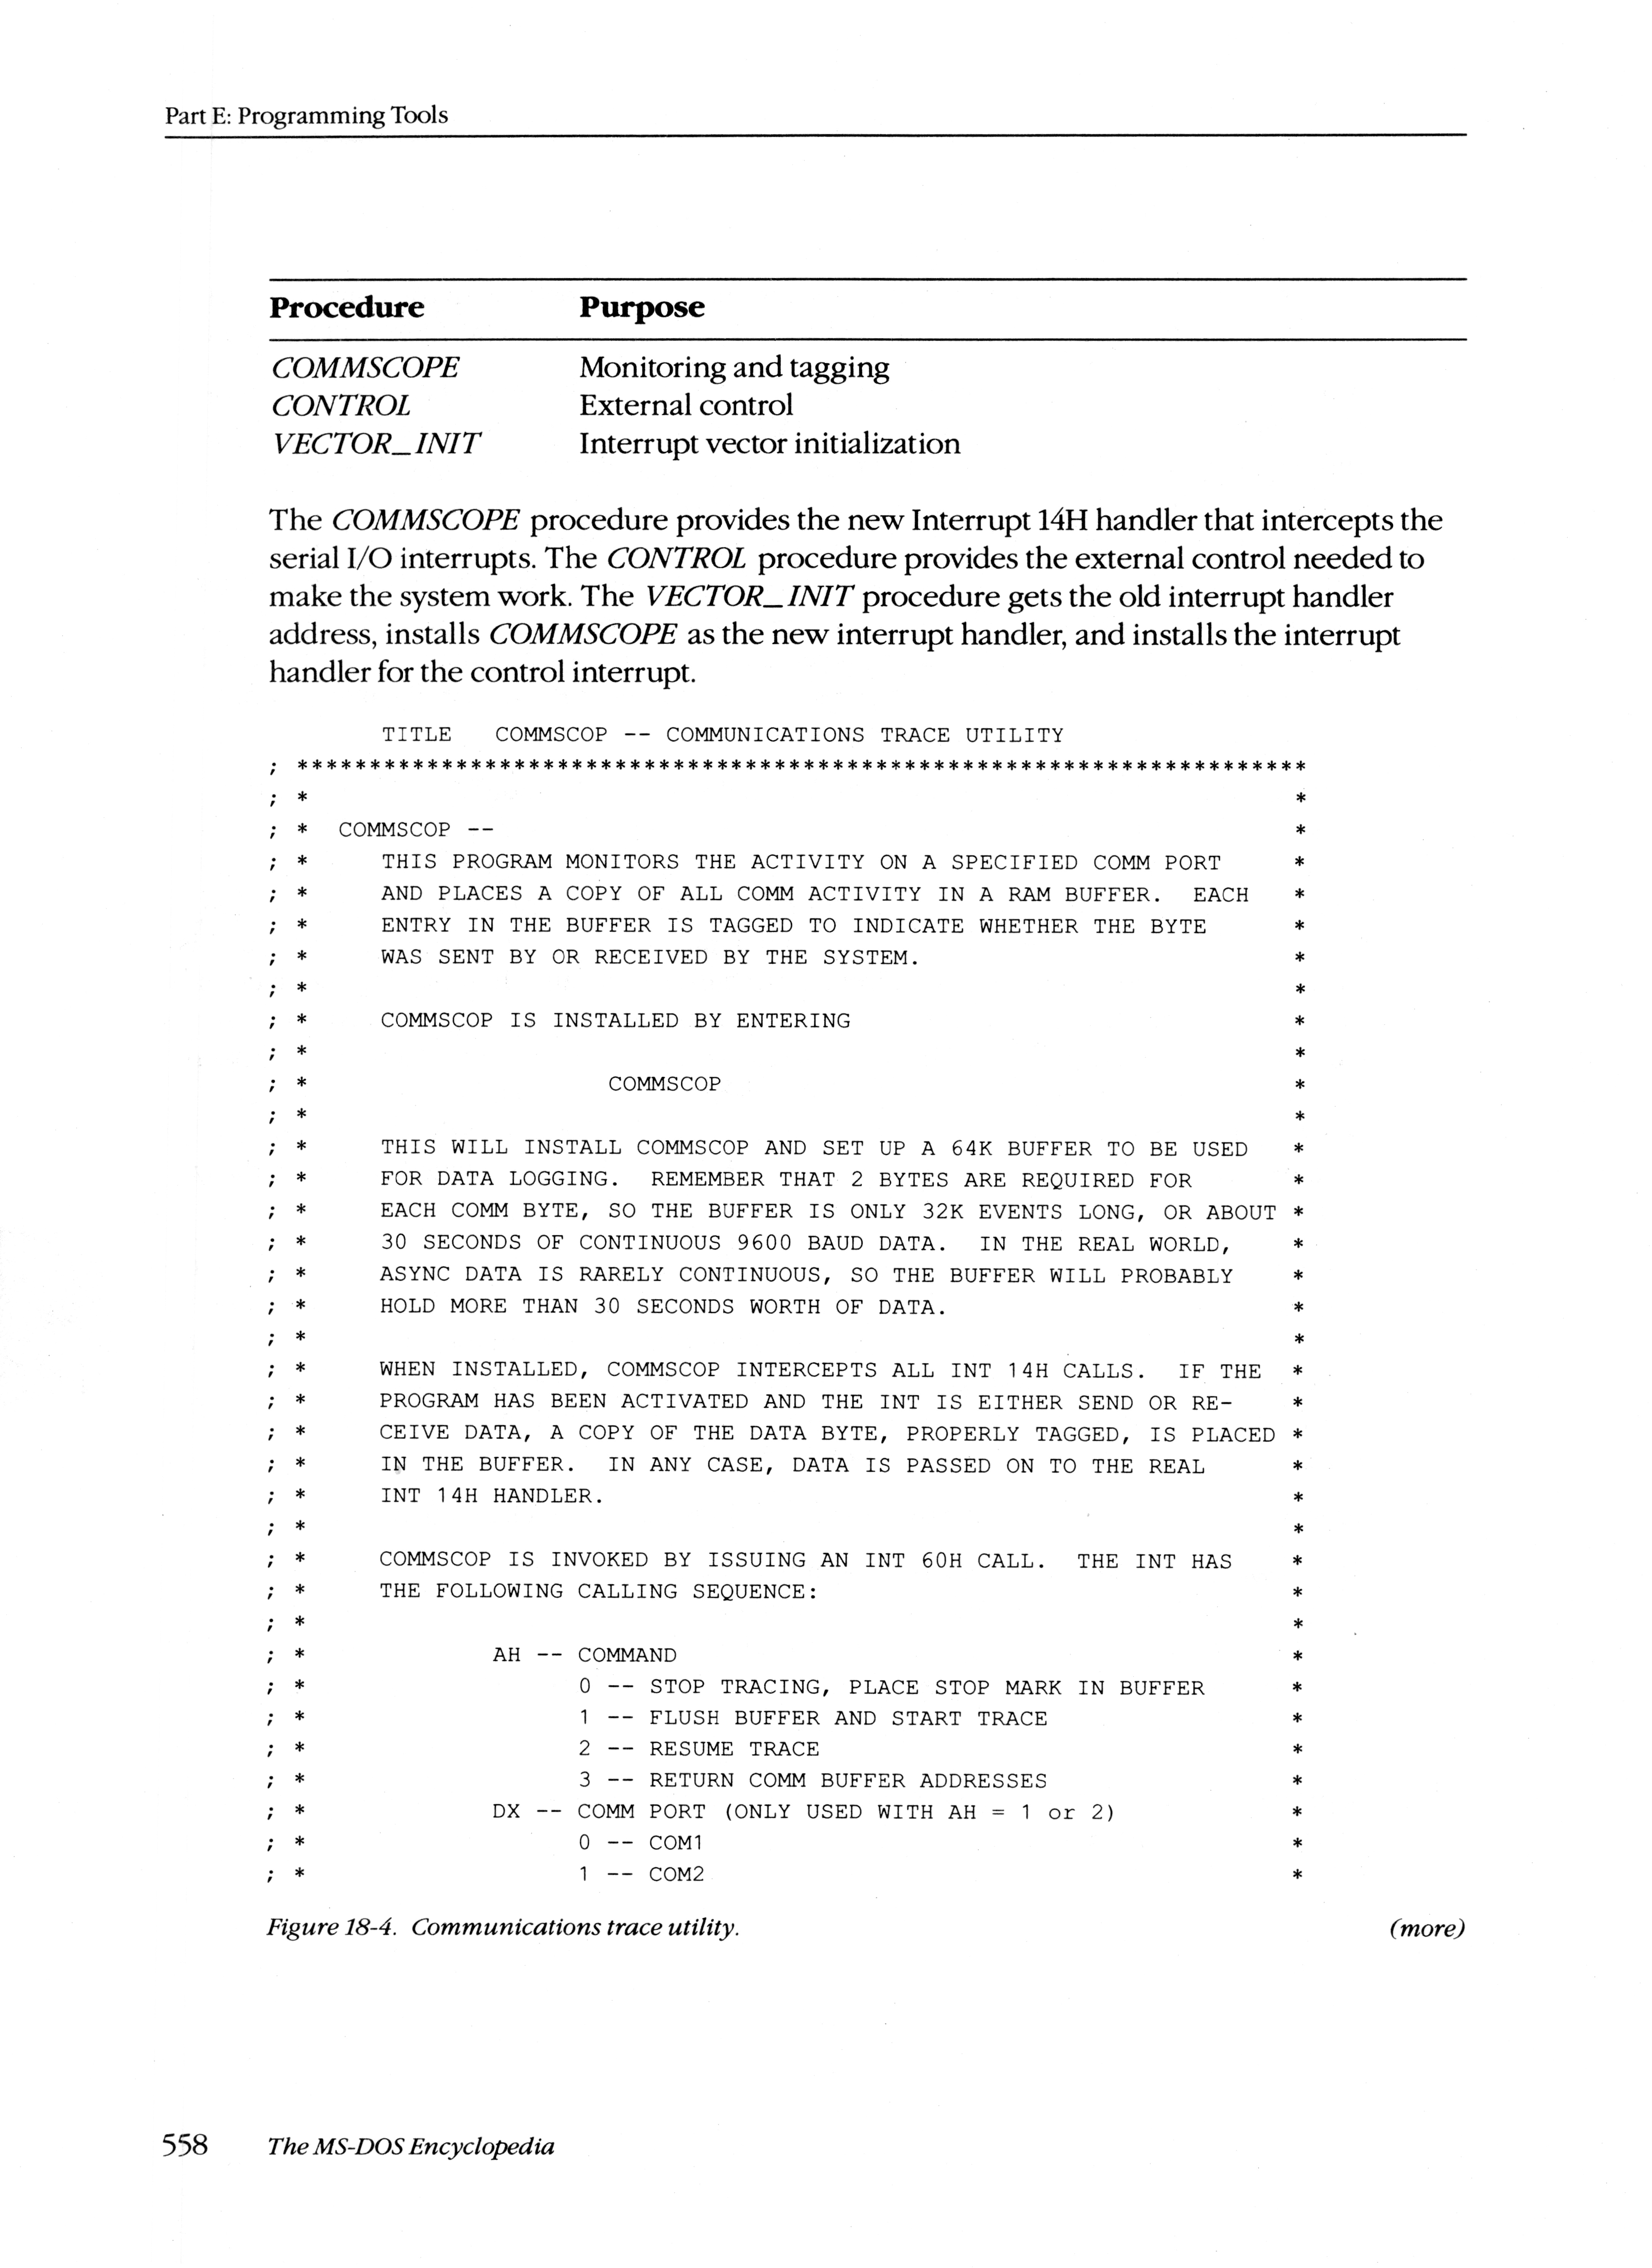 Part E: Programming Tools
Procedure Purpose
COMMSCOPE Monitoring and tagging
CONTROL External control
VECTOR_INIT Interrupt vector initialization
The COMMSCOPE procedure provides the new Interrupt 14H handler that intercepts the
serial I/O interrupts. The CONTROL procedure provides the external control needed to
make the system work. The VECTOR_INIT procedure gets the old interrupt handler
address, installs COMMSCOPE as the new interrupt handler, and installs the interrupt
handler for the control interrupt.
TITLE COMMSCOP -- COMMUNICATIONS TRACE UTILITY
; ***********************************************************************
; * *
; * COMMSCOP -- *
; * THIS PROGRAM MONITORS THE ACTIVITY ON A SPECIFIED COMM PORT *
; * AND PLACES A COPY OF ALL COMM ACTIVITY IN A RAM BUFFER. EACH *
; * ENTRY IN THE BUFFER IS TAGGED TO INDICATE WHETHER THE BYTE *
; * WAS SENT BY OR RECEIVED BY THE SYSTEM. *
; * *
; * COMMSCOP IS INSTALLED BY ENTERING *
; * *
; * COMMSCOP *
; * *
; * THIS WILL INSTALL COMMSCOP AND SET UP A 64K BUFFER TO BE USED *
; * FOR DATA LOGGING. REMEMBER THAT 2 BYTES ARE REQUIRED FOR *
; * EACH COMM BYTE, SO THE BUFFER IS ONLY 32K EVENTS LONG, OR ABOUT *
; * 30 SECONDS OF CONTINUOUS 9600 BAUD DATA. IN THE REAL WORLD, *
; * ASYNC DATA IS RARELY CONTINUOUS, SO THE BUFFER WILL PROBABLY *
; * HOLD MORE THAN 30 SECONDS WORTH OF DATA. *
; * *
; * WHEN INSTALLED, COMMSCOP INTERCEPTS ALL INT 14H CALLS. IF THE *
; * PROGRAM HAS BEEN ACTIVATED AND THE INT IS EITHER SEND OR RE- *
; * CEIVE DATA, A COPY OF THE DATA BYTE, PROPERLY TAGGED, IS PLACED *
; * IN THE BUFFER. IN ANY CASE, DATA IS PASSED ON TO THE REAL *
; * INT 14H HANDLER. *
; * *
; * COMMSCOP IS INVOKED BY ISSUING AN INT 60H CALL. THE INT HAS *
; * THE FOLLOWING CALLING SEQUENCE: *
; * *
; * AH -- COMMAND *
; * 0 -- STOP TRACING, PLACE STOP MARK IN BUFFER *
; * 1 -- FLUSH BUFFER AND START TRACE *
; * 2 -- RESUME TRACE *
; * 3 -- RETURN COMM BUFFER ADDRESSES *
; * DX -- COMM PORT (ONLY USED WITH AH = 1 or 2) *
; * 0 -- COM1 *
; * 1 -- COM2 *
Figure 18-4. Communications trace utility. (more)
558 The MS-DOS Encyclopedia